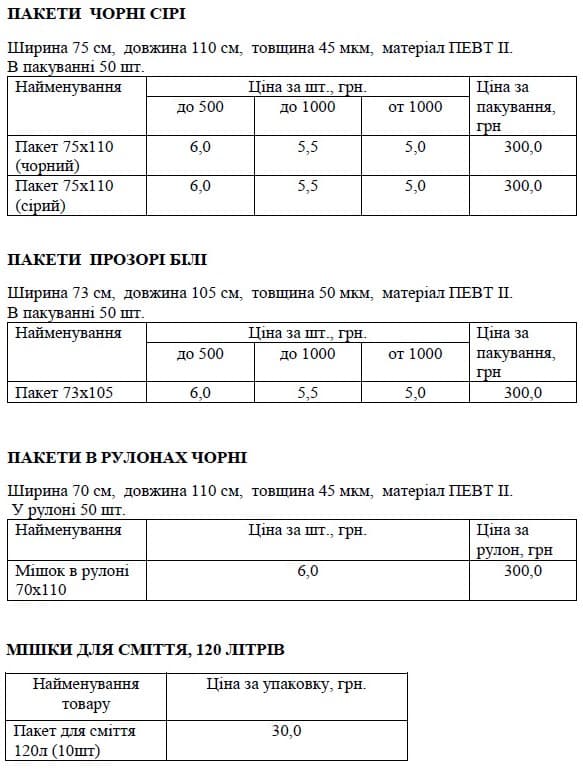 ПАКЕТИ ЧОРНІ СІРІ
Ширина 75 см, довжина 110 см, товщина 45 мкм, матеріал ПЕВТ II.
В пакуванні 50 шт.
Найменування Ціна за шт., грн. Ціна за
до 500 до 1000 от 1000 пакування,
грн
Пакет 75х110 6,0 5,5 5,0 300,0
(чорний)
Пакет 75х110 6,0 5,5 5,0 300,0
(сірий)
ПАКЕТИ ПРОЗОРІ БІЛІ
Ширина 73 см, довжина 105 см, товщина 50 мкм, матеріал ПЕВТ II.
В пакуванні 50 шт.
Найменування Ціна за шт., грн. Ціна за
до 500 до 1000 от 1000 пакування,
грн
Пакет 73х105 6,0 5,5 5,0 300,0
ПАКЕТИ В РУЛОНАХ ЧОРНІ
Ширина 70 см, довжина 110 см, товщина 45 мкм, матеріал ПЕВТ II.
У рулоні 50 шт.
Найменування Ціна за шт., грн. Ціна за
рулон, грн
Мішок в рулоні 6,0 300,0
70х110
МІШКИ ДЛЯ СМІТТЯ, 120 ЛІТРІВ
Найменування Ціна за упаковку, грн.
товару
Пакет для сміття 30,0
120л (10шт)